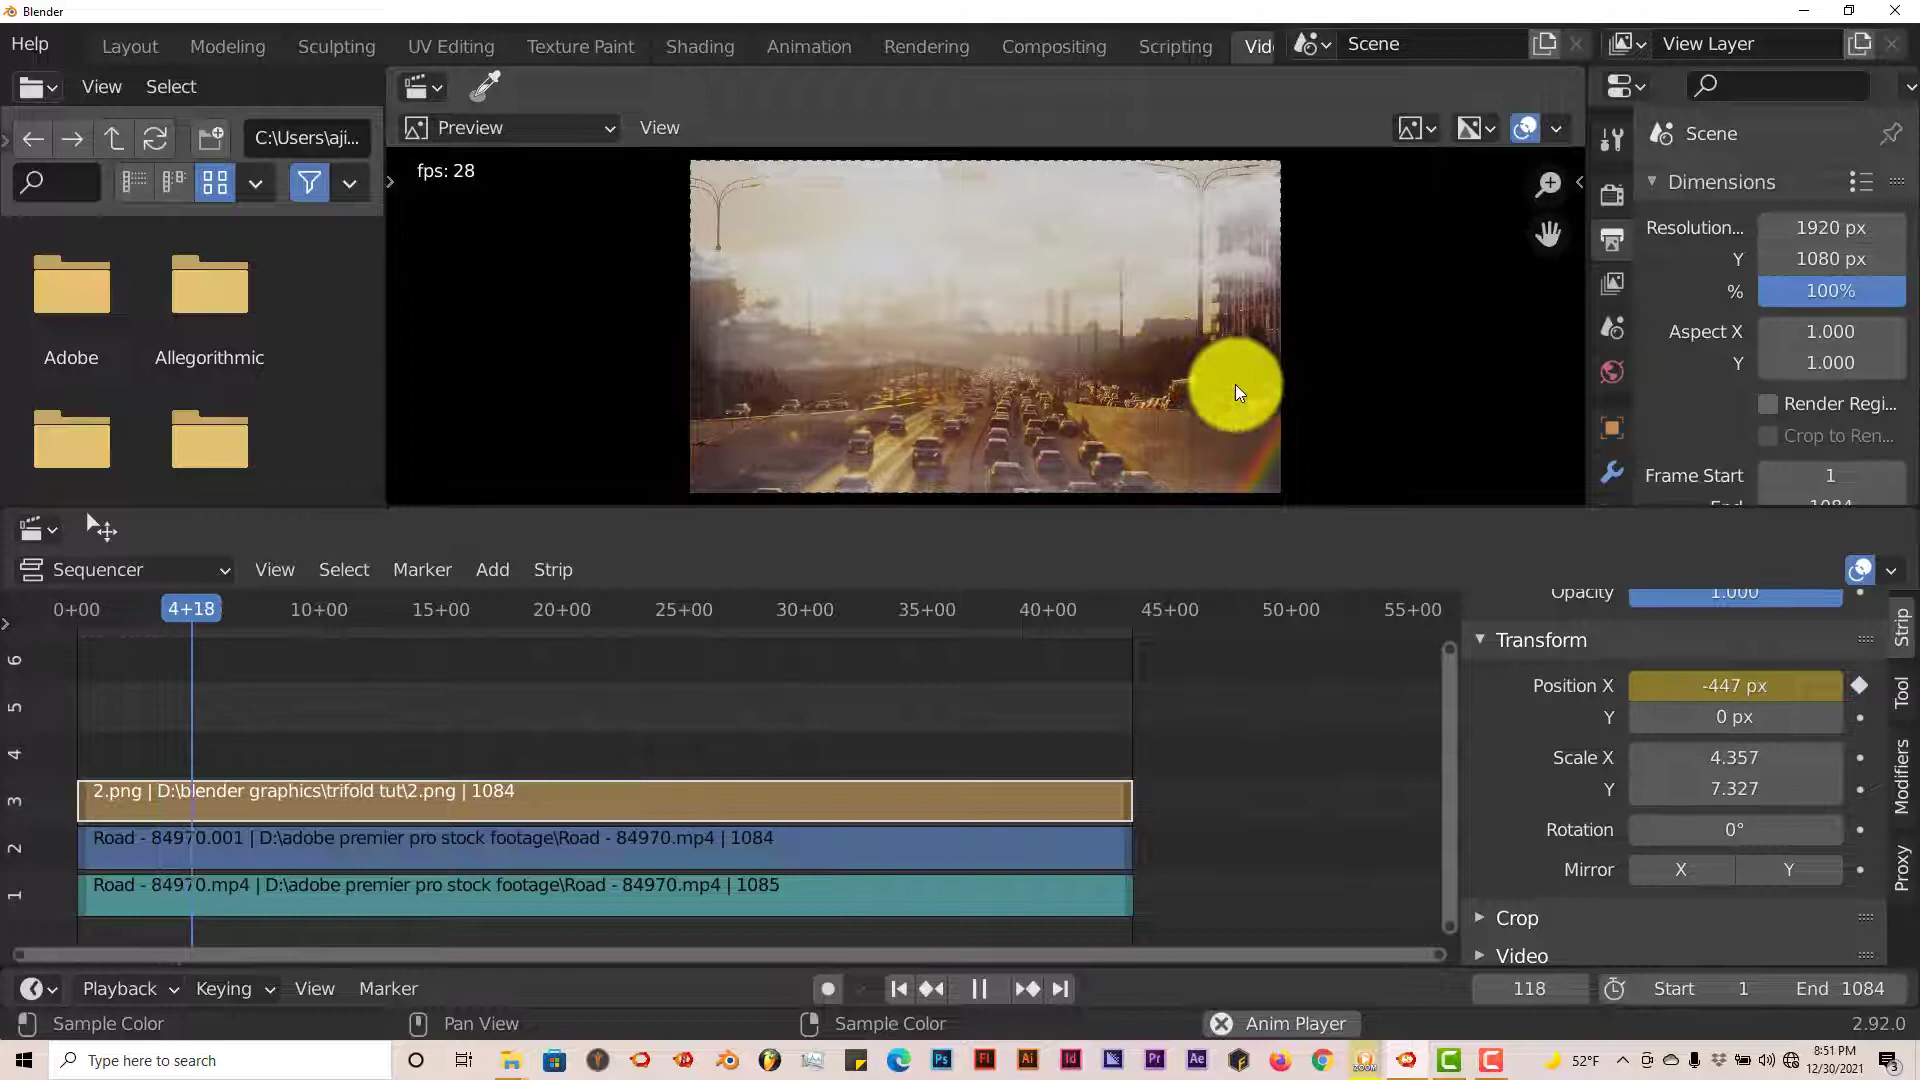 Blender
Help Layout Modeling Sculpting UV Editing Texture Paint Shading Animation Rendering Compositing Scripting Vid Scene View Layer
View Select
Preview View
C:\Users\aji...
Scene
fps: 28
Dimensions
Resolution... 1920 px
Y 1080 px
% 100%
Aspect X 1.000
Y 1.000
Render Regi...
Crop to Ren...
Frame Start 1
Adobe Allegorithmic
Sequencer View Select Marker Add Strip
0+00 4+18 10+00 15+00 20+00 25+00 30+00 35+00 40+00 45+00 50+00 55+00
Opacity 1.000
Transform
Position X -447 px
Y 0 px
Scale X 4.357
Y 7.327
Rotation 0°
Mirror X Y
Crop
Video
Strip
Tool
Modifiers
Proxy
6
5
4
3
2
1
2.png | D:\blender graphics\trifold tut\2.png | 1084
Road - 84970.001 | D:\adobe premier pro stock footage\Road - 84970.mp4 | 1084
Road - 84970.mp4 | D:\adobe premier pro stock footage\Road - 84970.mp4 | 1085
Playback Keying View Marker 118 Start 1 End 1084
Sample Color Pan View Sample Color Anim Player 2.92.0
Type here to search
Ps Fl Ai Id Pr Ae ZOOM
52°F
8:51 PM
12/30/2021
3